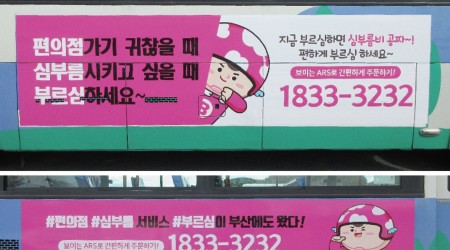 편의점가기 귀찮을 때
심부름시키고 싶을 때
부르심하세요~
지금 부르심하면 심부름비 공짜~!
편하게 부르심 하세요~
보이는 ARS로 간편하게 주문하기!
1833-3232
#편의점 #심부름 서비스 #부르심이 부산에도 왔다!
보이는 ARS로 간편하게 주문하기!
1833-3232